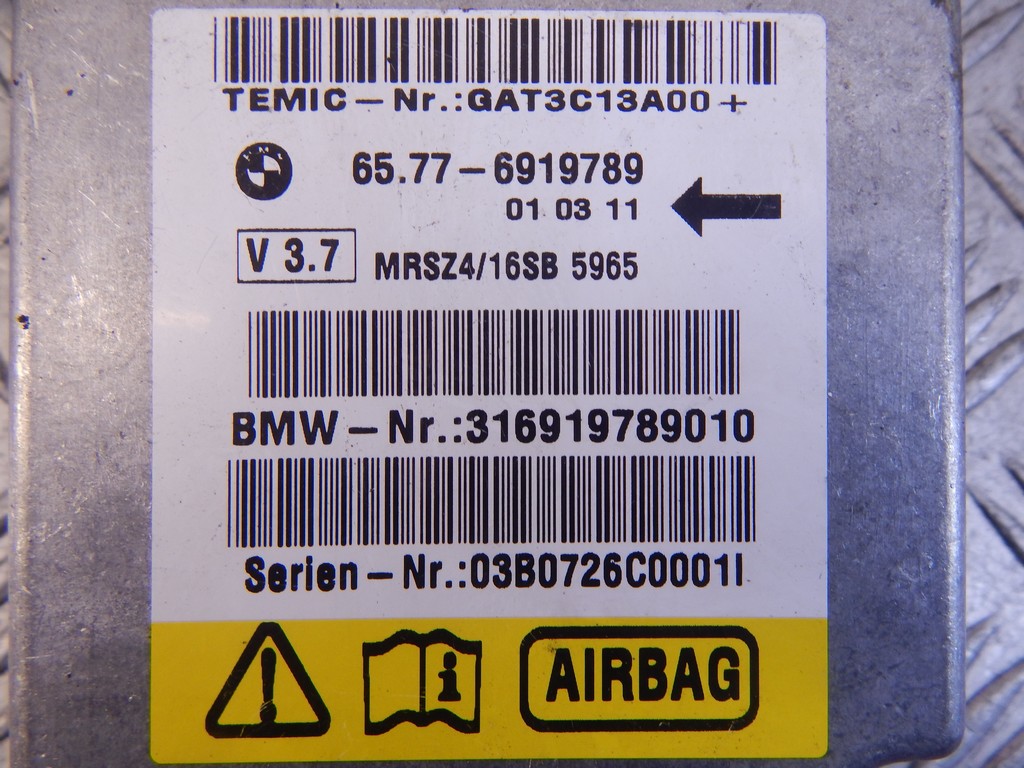 TEMIC – Nr.:GAT3C13A00 +
BMW
65.77 – 6919789
01 03 11
V 3.7
MRSZ4/16SB 5965
BMW – Nr.:316919789010
Serien – Nr.:03B0726C0001I
i
AIRBAG